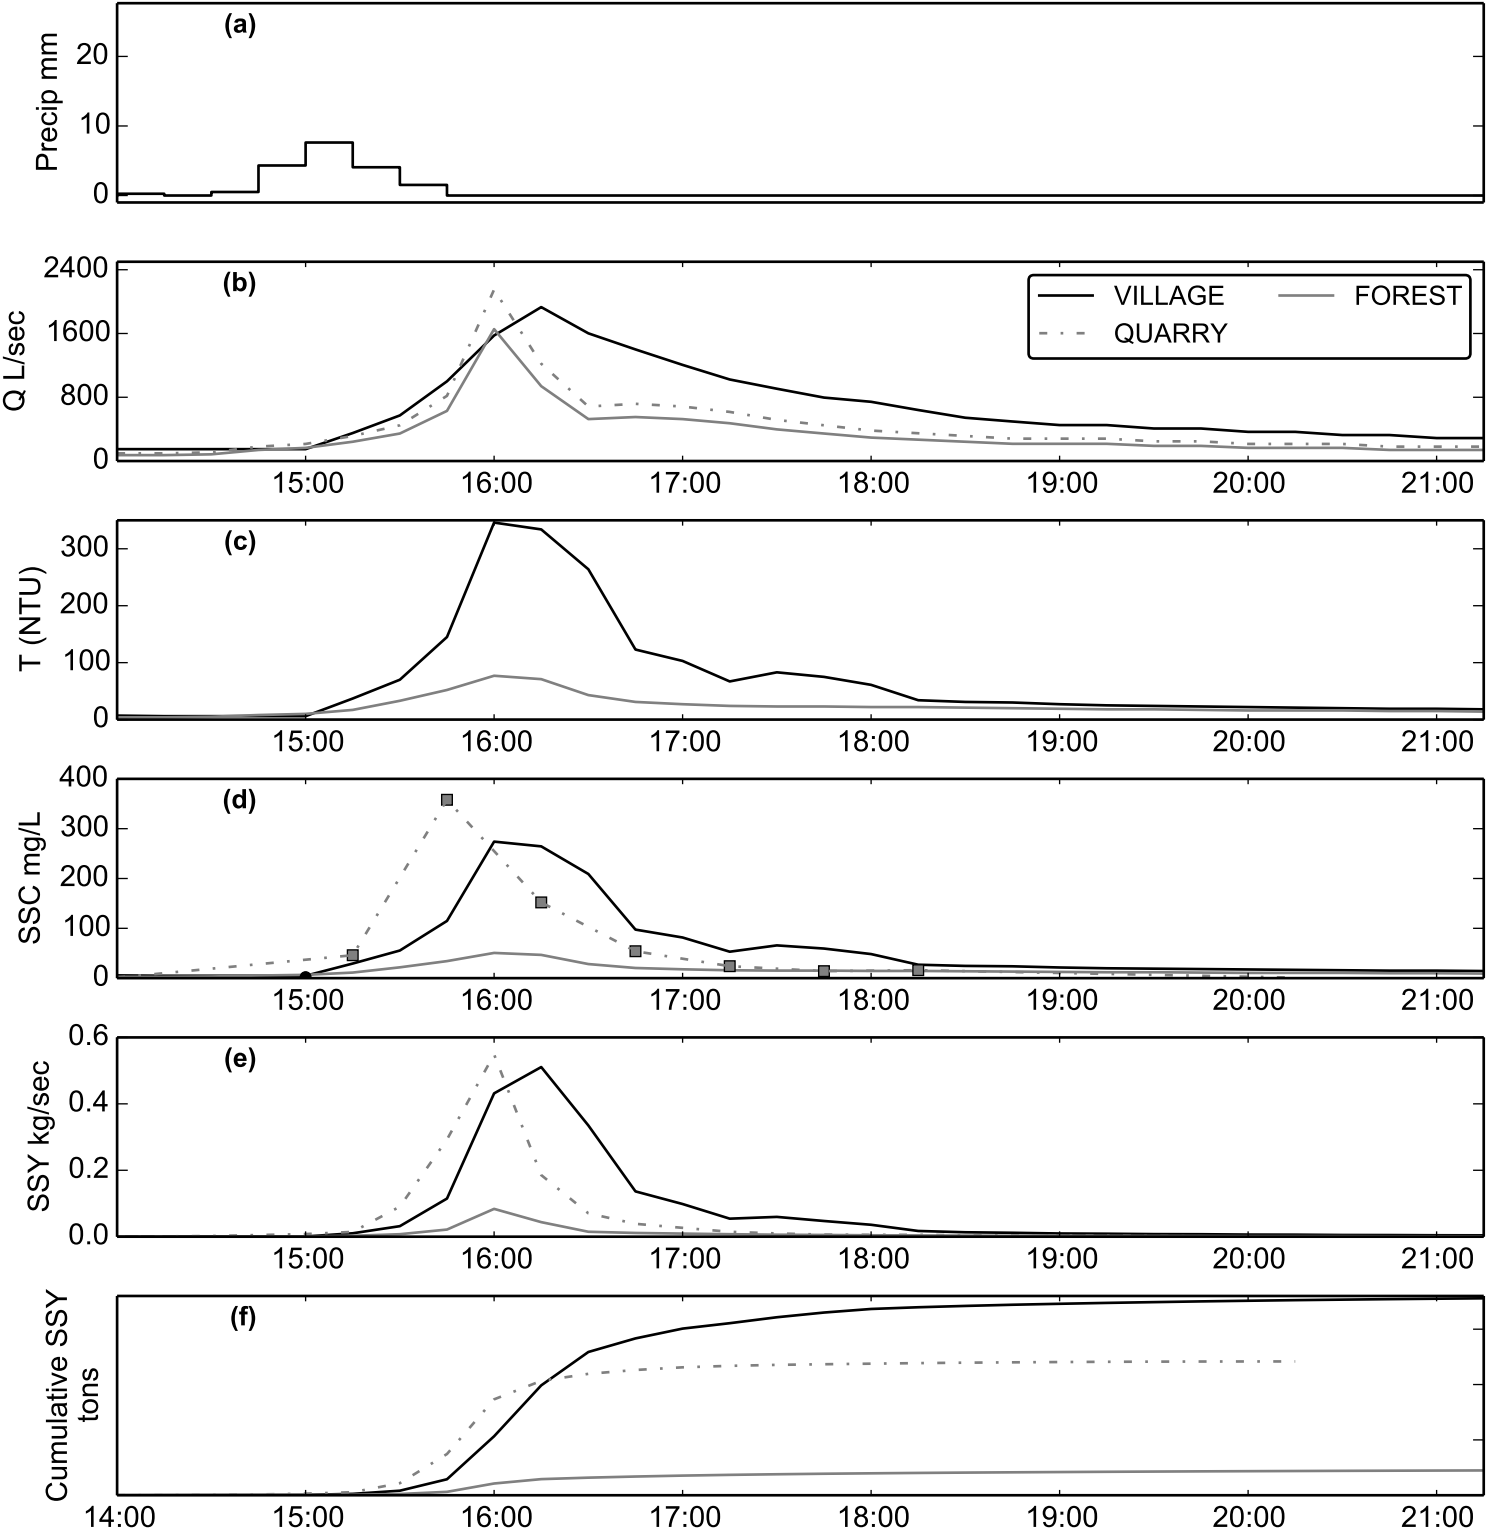 (a)
Precip mm
20
10
0
(b)
Q L/sec
2400
1600
800
0
VILLAGE FOREST
QUARRY
15:00 16:00 17:00 18:00 19:00 20:00 21:00
(c)
T (NTU)
300
200
100
0
15:00 16:00 17:00 18:00 19:00 20:00 21:00
(d)
SSC mg/L
400
300
200
100
0
15:00 16:00 17:00 18:00 19:00 20:00 21:00
(e)
SSY kg/sec
0.6
0.4
0.2
0.0
15:00 16:00 17:00 18:00 19:00 20:00 21:00
(f)
Cumulative SSY
tons
14:00 15:00 16:00 17:00 18:00 19:00 20:00 21:00